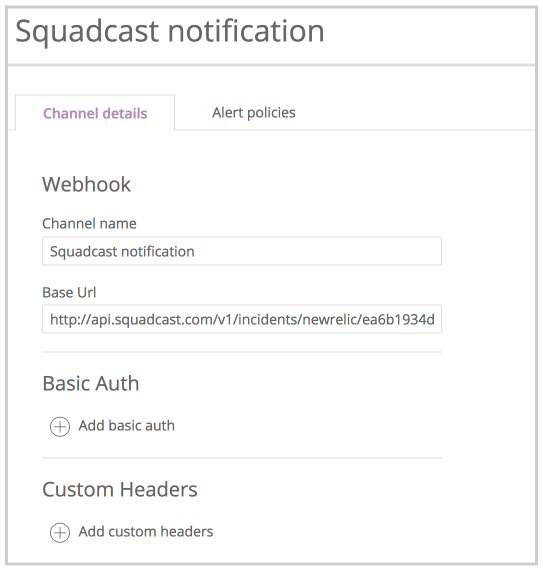 Squadcast notification
Channel details
Alert policies
Webhook
Channel name
Squadcast notification
Base Url
http://api.squadcast.com/v1/incidents/newrelic/ea6b1934d
Basic Auth
Add basic auth
Custom Headers
Add custom headers